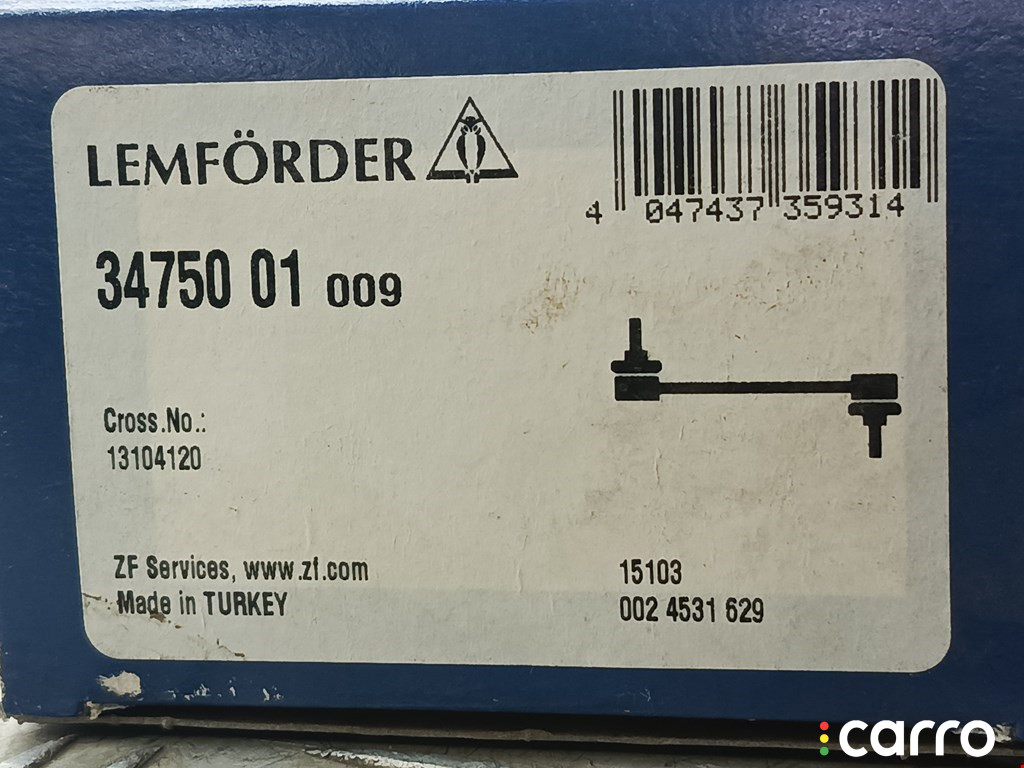 LEMFÖRDER
4 047437 359314
34750 01 009
Cross.No.:
13104120
ZF Services, www.zf.com
Made in TURKEY
15103
002 4531 629
carro